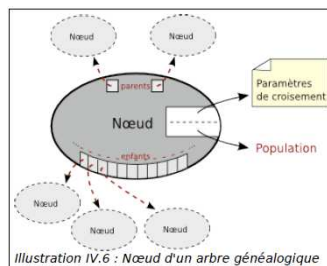 Nœud
Nœud
parents
Paramètres
de croisement
Nœud
Population
enfants
Nœud
Nœud
Nœud
Illustration IV.6 : Nœud d'un arbre généalogique